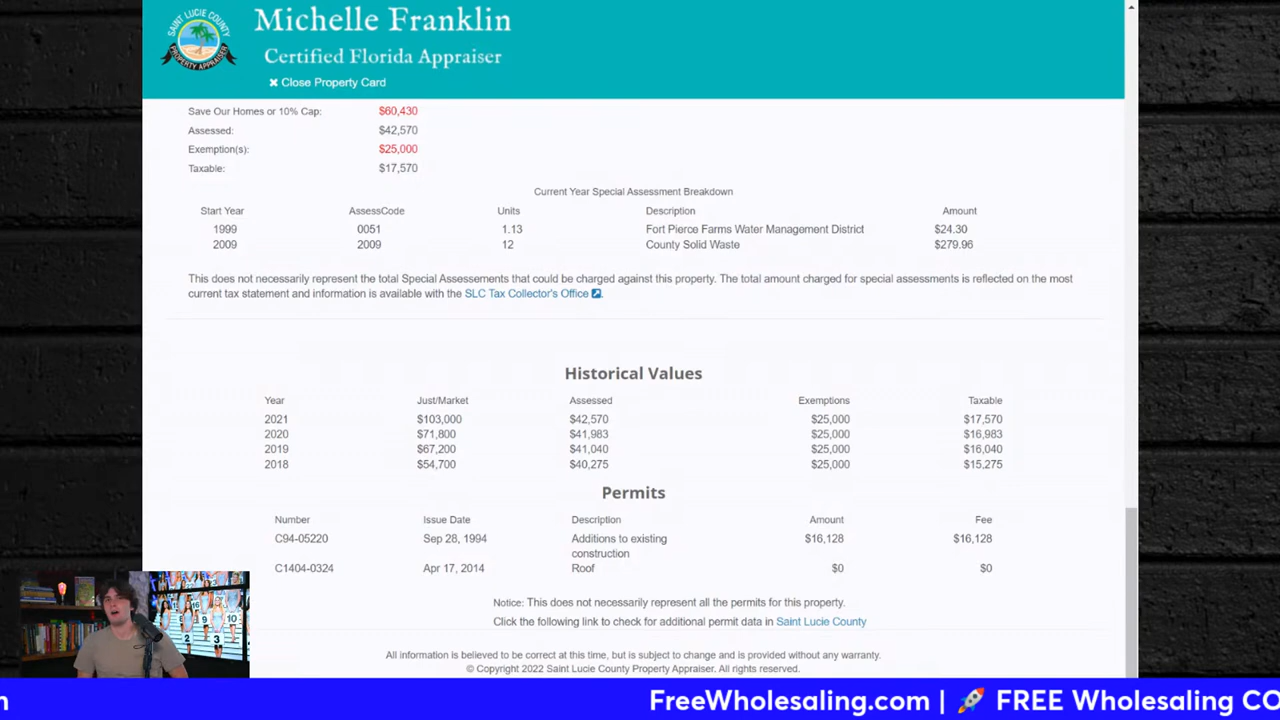 SAINT LUCIE COUNTY
PROPERTY APPRAISER
Michelle Franklin
Certified Florida Appraiser
✖ Close Property Card
Save Our Homes or 10% Cap: $60,430
Assessed: $42,570
Exemption(s): $25,000
Taxable: $17,570
Current Year Special Assessment Breakdown
Start Year AssessCode Units Description Amount
1999 0051 1.13 Fort Pierce Farms Water Management District $24.30
2009 2009 12 County Solid Waste $279.96
This does not necessarily represent the total Special Assessements that could be charged against this property. The total amount charged for special assessments is reflected on the most
current tax statement and information is available with the SLC Tax Collector's Office.
Historical Values
Year Just/Market Assessed Exemptions Taxable
2021 $103,000 $42,570 $25,000 $17,570
2020 $71,800 $41,983 $25,000 $16,983
2019 $67,200 $41,040 $25,000 $16,040
2018 $54,700 $40,275 $25,000 $15,275
Permits
Number Issue Date Description Amount Fee
C94-05220 Sep 28, 1994 Additions to existing $16,128 $16,128
construction
C1404-0324 Apr 17, 2014 Roof $0 $0
Notice: This does not necessarily represent all the permits for this property.
Click the following link to check for additional permit data in Saint Lucie County
All information is believed to be correct at this time, but is subject to change and is provided without any warranty.
© Copyright 2022 Saint Lucie County Property Appraiser. All rights reserved.
16
9
10
2
3
n FreeWholesaling.com | 🚀 FREE Wholesaling CO